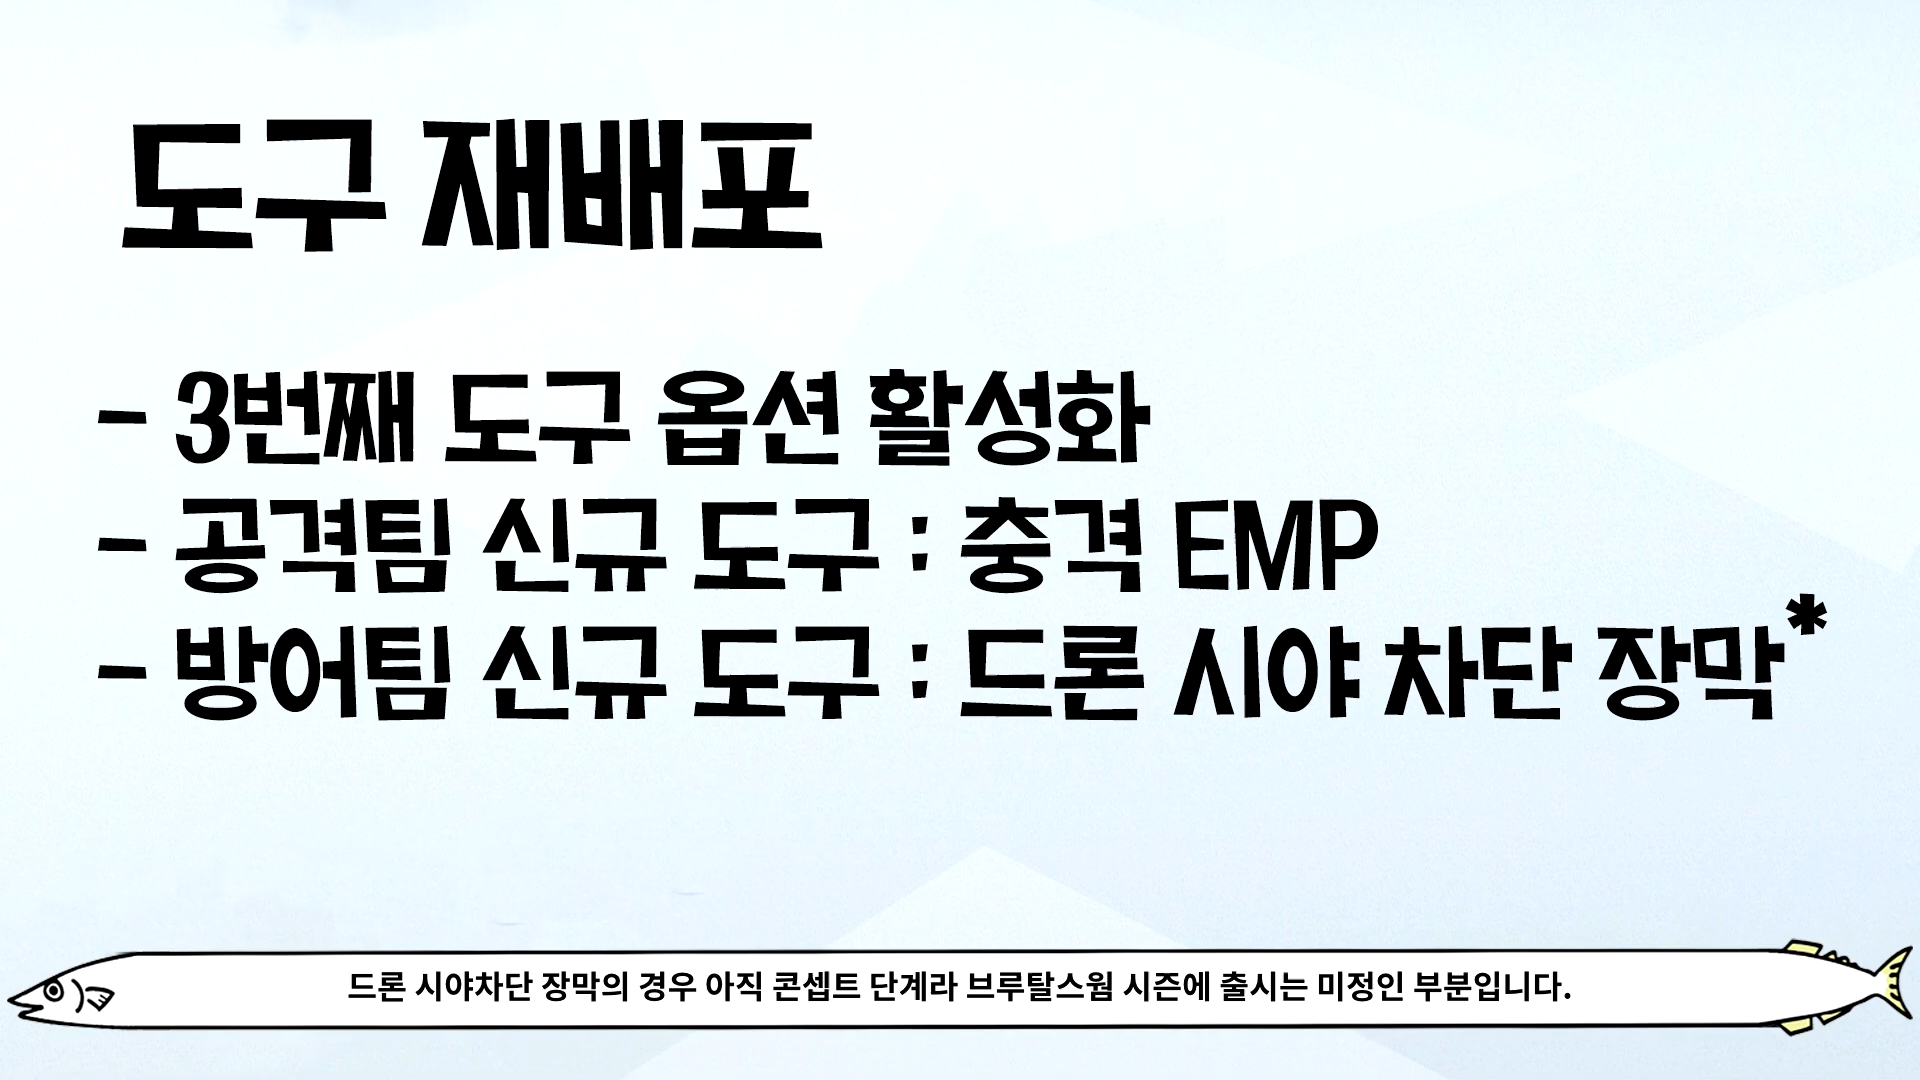 도구 재배포
- 3번째 도구 옵션 활성화
- 공격팀 신규 도구 : 충격 EMP
- 방어팀 신규 도구 : 드론 시야 차단 장막*
드론 시야차단 장막의 경우 아직 콘셉트 단계라 브루탈스웜 시즌에 출시는 미정인 부분입니다.